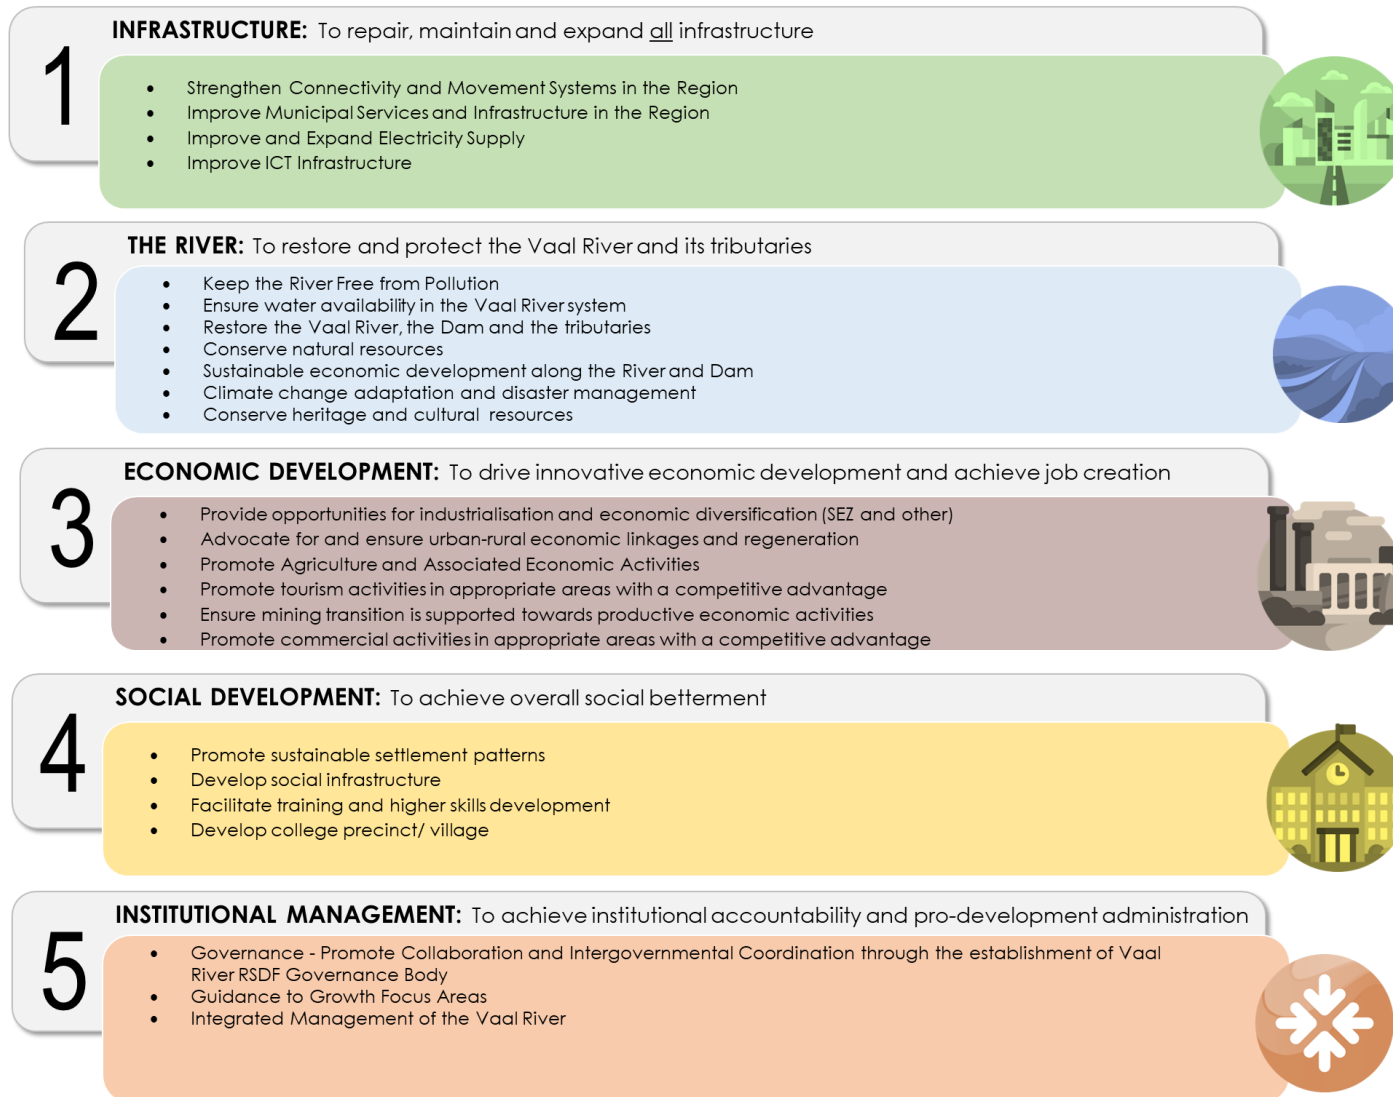 1
INFRASTRUCTURE: To repair, maintain and expand all infrastructure
• Strengthen Connectivity and Movement Systems in the Region
• Improve Municipal Services and Infrastructure in the Region
• Improve and Expand Electricity Supply
• Improve ICT Infrastructure
2
THE RIVER: To restore and protect the Vaal River and its tributaries
• Keep the River Free from Pollution
• Ensure water availability in the Vaal River system
• Restore the Vaal River, the Dam and the tributaries
• Conserve natural resources
• Sustainable economic development along the River and Dam
• Climate change adaptation and disaster management
• Conserve heritage and cultural resources
3
ECONOMIC DEVELOPMENT: To drive innovative economic development and achieve job creation
• Provide opportunities for industrialisation and economic diversification (SEZ and other)
• Advocate for and ensure urban-rural economic linkages and regeneration
• Promote Agriculture and Associated Economic Activities
• Promote tourism activities in appropriate areas with a competitive advantage
• Ensure mining transition is supported towards productive economic activities
• Promote commercial activities in appropriate areas with a competitive advantage
4
SOCIAL DEVELOPMENT: To achieve overall social betterment
• Promote sustainable settlement patterns
• Develop social infrastructure
• Facilitate training and higher skills development
• Develop college precinct/ village
5
INSTITUTIONAL MANAGEMENT: To achieve institutional accountability and pro-development administration
• Governance - Promote Collaboration and Intergovernmental Coordination through the establishment of Vaal
River RSDF Governance Body
• Guidance to Growth Focus Areas
• Integrated Management of the Vaal River